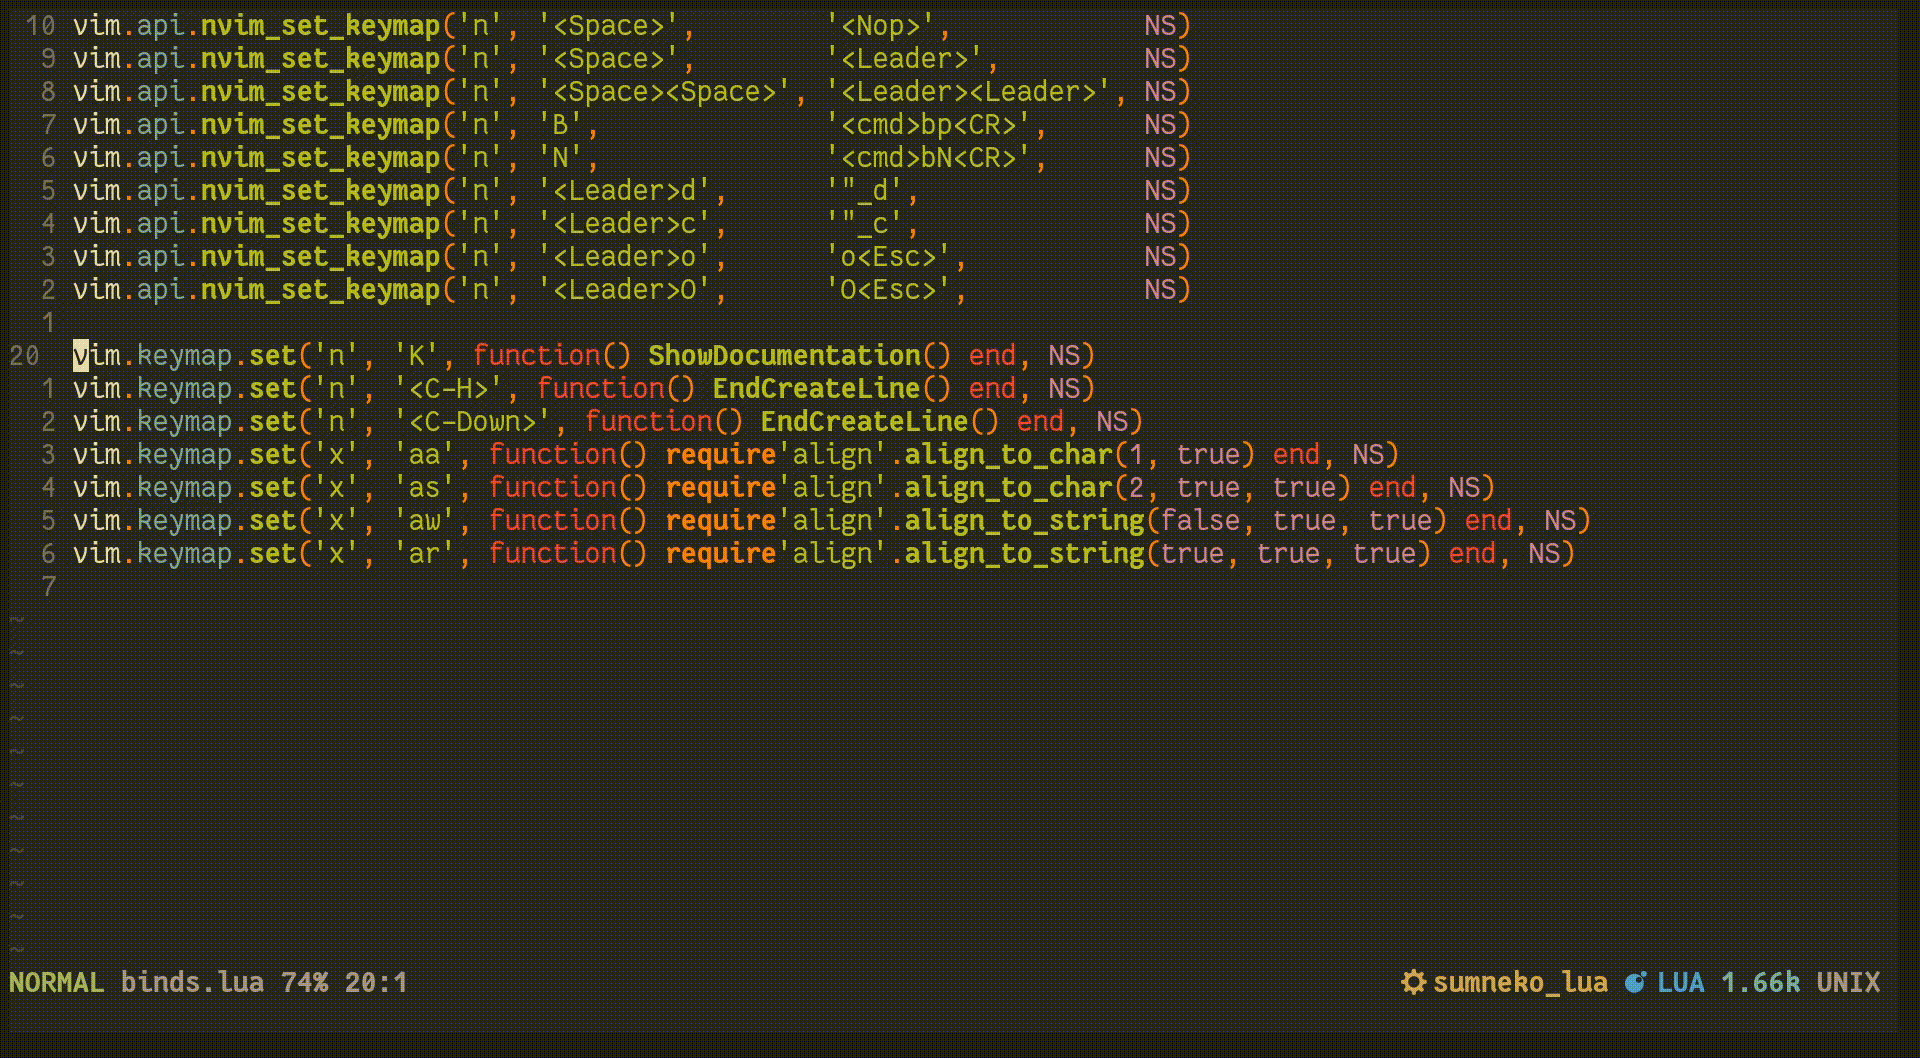 10 vim.api.nvim_set_keymap('n', '<Space>',        '<Nop>',            NS)
9 vim.api.nvim_set_keymap('n', '<Space>',        '<Leader>',         NS)
8 vim.api.nvim_set_keymap('n', '<Space><Space>', '<Leader><Leader>', NS)
7 vim.api.nvim_set_keymap('n', 'B',              '<cmd>bp<CR>',      NS)
6 vim.api.nvim_set_keymap('n', 'N',              '<cmd>bN<CR>',      NS)
5 vim.api.nvim_set_keymap('n', '<Leader>d',      '"_d',              NS)
4 vim.api.nvim_set_keymap('n', '<Leader>c',      '"_c',              NS)
3 vim.api.nvim_set_keymap('n', '<Leader>o',      'o<Esc>',           NS)
2 vim.api.nvim_set_keymap('n', '<Leader>O',      'O<Esc>',           NS)
1
20 vim.keymap.set('n', 'K', function() ShowDocumentation() end, NS)
1 vim.keymap.set('n', '<C-H>', function() EndCreateLine() end, NS)
2 vim.keymap.set('n', '<C-Down>', function() EndCreateLine() end, NS)
3 vim.keymap.set('x', 'aa', function() require'align'.align_to_char(1, true) end, NS)
4 vim.keymap.set('x', 'as', function() require'align'.align_to_char(2, true, true) end, NS)
5 vim.keymap.set('x', 'aw', function() require'align'.align_to_string(false, true, true) end, NS)
6 vim.keymap.set('x', 'ar', function() require'align'.align_to_string(true, true, true) end, NS)
7
~
~
~
~
~
~
~
~
~
~
~
NORMAL binds.lua 74% 20:1 sumneko_lua LUA 1.66k UNIX